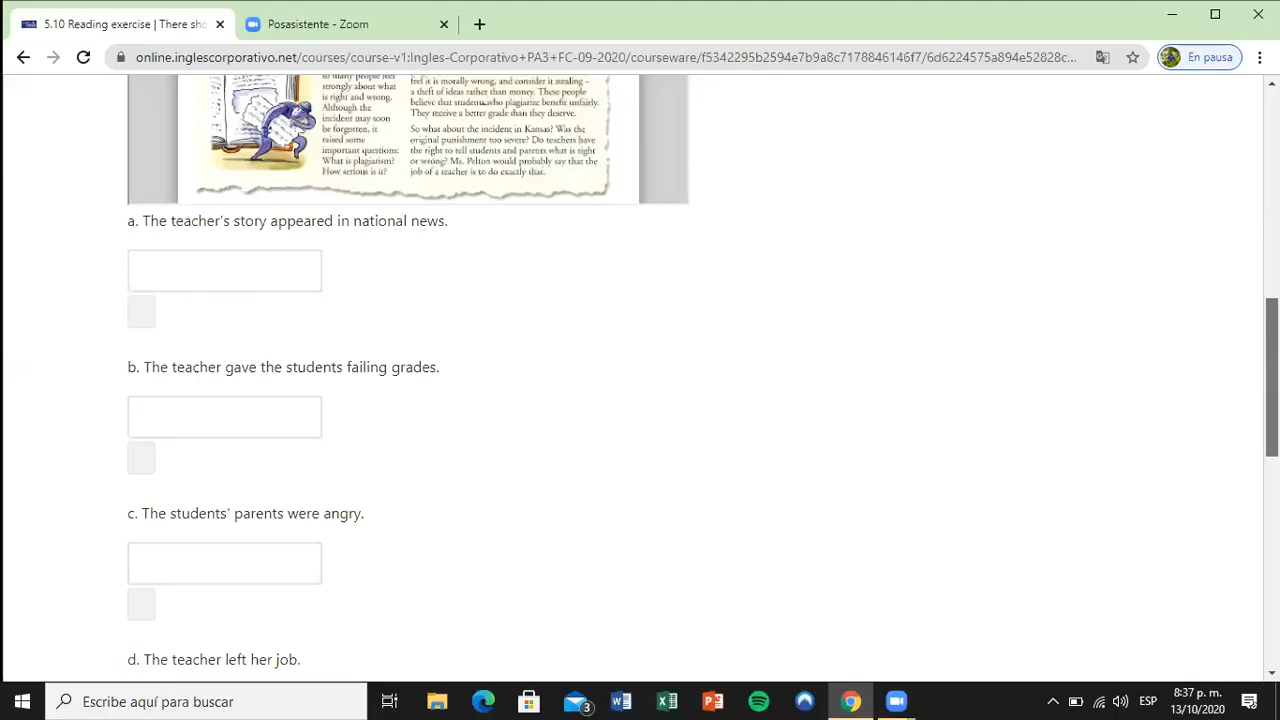 5.10 Reading exercise | There sho
Posasistente - Zoom
online.inglescorporativo.net/courses/course-v1:Ingles-Corporativo+PA3+FC-09-2020/courseware/f5342295b2594e7b9a8c7178846146f7/6d6224575a894e52828c...
En pausa
so many people feel
strongly about what
is right and wrong.
Although the
incident may soon
be forgotten, it
raised some
important questions:
What is plagiarism?
How serious is it?
feel it is morally wrong, and consider it stealing –
a theft of ideas rather than money. These people
believe that students who plagiarize benefit unfairly.
They receive a better grade than they deserve.
So what about the incident in Kansas? Was the
original punishment too severe? Do teachers have
the right to tell students and parents what is right
or wrong? Ms. Pelton would probably say that the
job of a teacher is to do exactly that.
a. The teacher's story appeared in national news.
b. The teacher gave the students failing grades.
c. The students' parents were angry.
d. The teacher left her job.
Escribe aquí para buscar
3
ESP
8:37 p. m.
13/10/2020